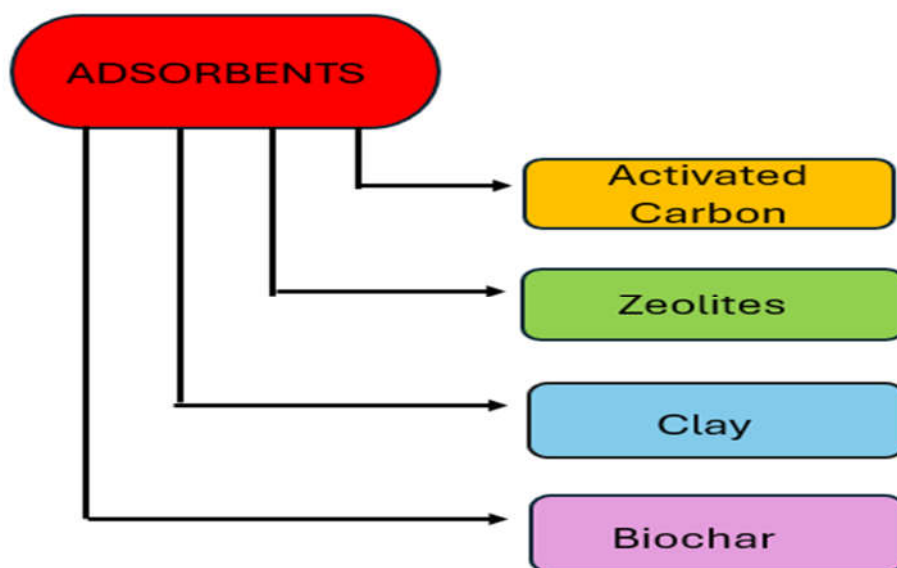 ADSORBENTS
Activated
Carbon
Zeolites
Clay
Biochar